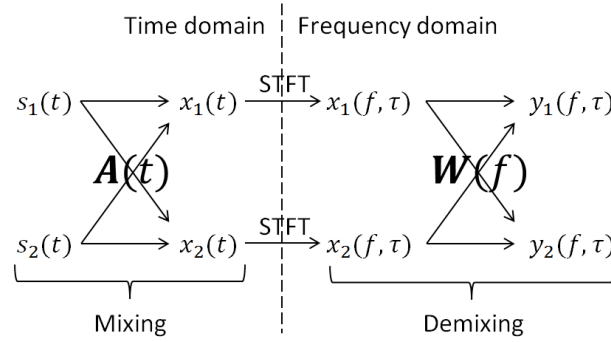 Time domain Frequency domain
s₁(t) x₁(t) STFT x₁(f, τ) y₁(f, τ)
A(t) W(f)
s₂(t) x₂(t) STFT x₂(f, τ) y₂(f, τ)
Mixing Demixing